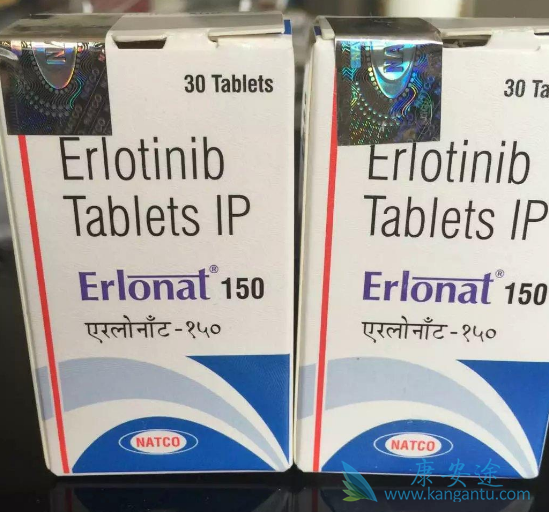 30 Tablets
Erlotinib
Tablets IP
Erlonat® 150
एरलोनाँट-१५०
NATCO
30 Ta
Erlotinib
Tablets IP
Erlonat® 150
एरलोनाँट-१५०
NATCO
康安途
www.kangantu.com